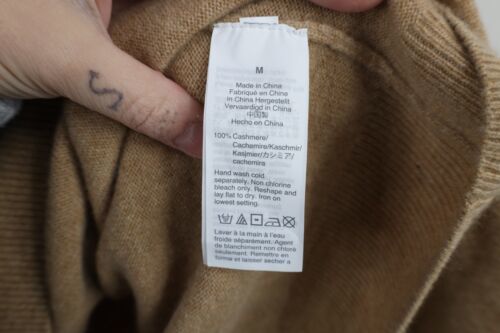 M
Made in China
Fabriqué en China
in China Hergestellt
Vervaardiod in China
中国製
Hecho en China
100% Cashmere/
Cachemire/Kaschmir/
Kasjmier/カシミア/
cachemira
Hand wash cold
separately. Non chlorine
bleach only. Reshape and
lay flat to dry. Iron on
lowest setting.
Laver à la main à l'eau
froide séparément. Agent
de blanchiment non chloré
seulement. Remettre en
forme et laisser secher a
S